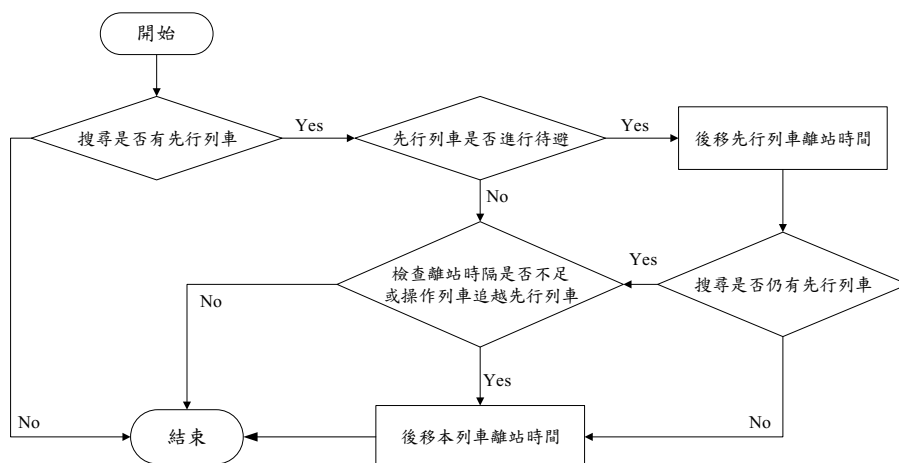 開始
搜尋是否有先行列車
Yes
先行列車是否進行待避
Yes
後移先行列車離站時間
No
檢查離站時隔是否不足
或操作列車追越先行列車
Yes
搜尋是否仍有先行列車
No
Yes
No
結束
後移本列車離站時間
No